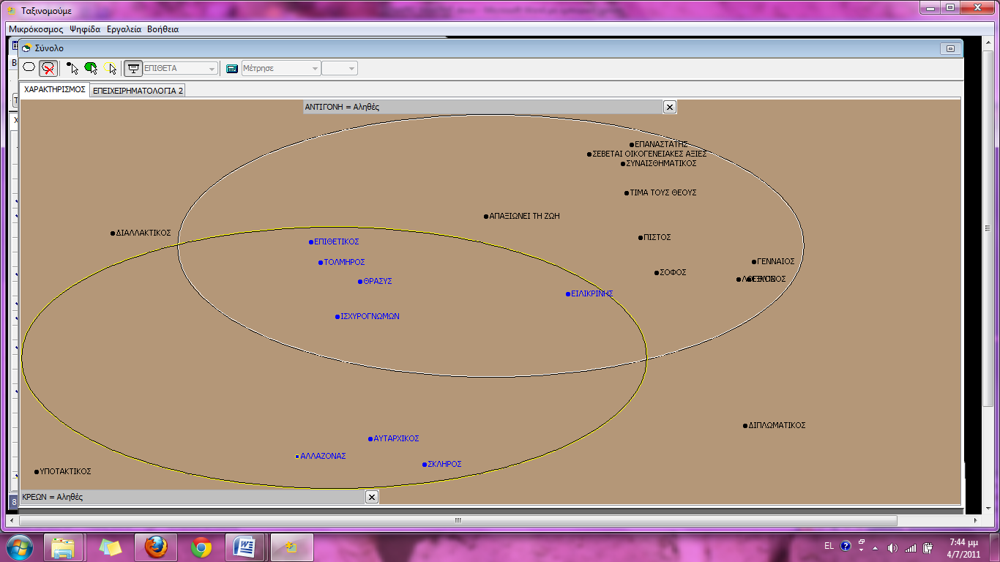 Ταξινομούμε
Μικρόκοσμος Ψηφίδα Εργαλεία Βοήθεια
Σύνολο
ΕΠΙΘΕΤΑ Μέτρησε
ΧΑΡΑΚΤΗΡΙΣΜΟΣ ΕΠΕΙΧΕΙΡΗΜΑΤΟΛΟΓΙΑ 2
ΑΝΤΙΓΟΝΗ = Αληθές
ΕΠΑΝΑΣΤΑΤΗΣ
ΣΕΒΕΤΑΙ ΟΙΚΟΓΕΝΕΙΑΚΕΣ ΑΞΙΕΣ
ΣΥΝΑΙΣΘΗΜΑΤΙΚΟΣ
ΤΙΜΑ ΤΟΥΣ ΘΕΟΥΣ
ΑΠΑΞΙΩΝΕΙ ΤΗ ΖΩΗ
ΔΙΑΛΛΑΚΤΙΚΟΣ
ΕΠΙΘΕΤΙΚΟΣ
ΠΙΣΤΟΣ
ΤΟΛΜΗΡΟΣ
ΓΕΝΝΑΙΟΣ
ΣΟΦΟΣ
ΘΡΑΣΥΣ
ΕΙΛΙΚΡΙΝΗΣ
ΙΣΧΥΡΟΓΝΩΜΩΝ
ΔΙΠΛΩΜΑΤΙΚΟΣ
ΑΥΤΑΡΧΙΚΟΣ
ΑΛΛΑΖΟΝΑΣ
ΣΚΛΗΡΟΣ
ΥΠΟΤΑΚΤΙΚΟΣ
ΚΡΕΩΝ = Αληθές
8
EL
7:44 μμ
4/7/2011